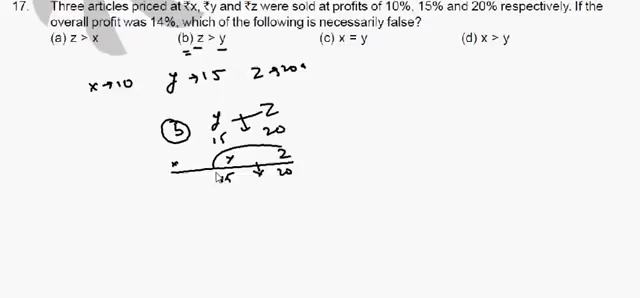 17. Three articles priced at ₹x, ₹y and ₹z were sold at profits of 10%, 15% and 20% respectively. If the
overall profit was 14%, which of the following is necessarily false?
(a) z > x (b) z > y (c) x = y (d) x > y
x → 10 y → 15 z → 20
(3) y z
15 20
x y z
15 20